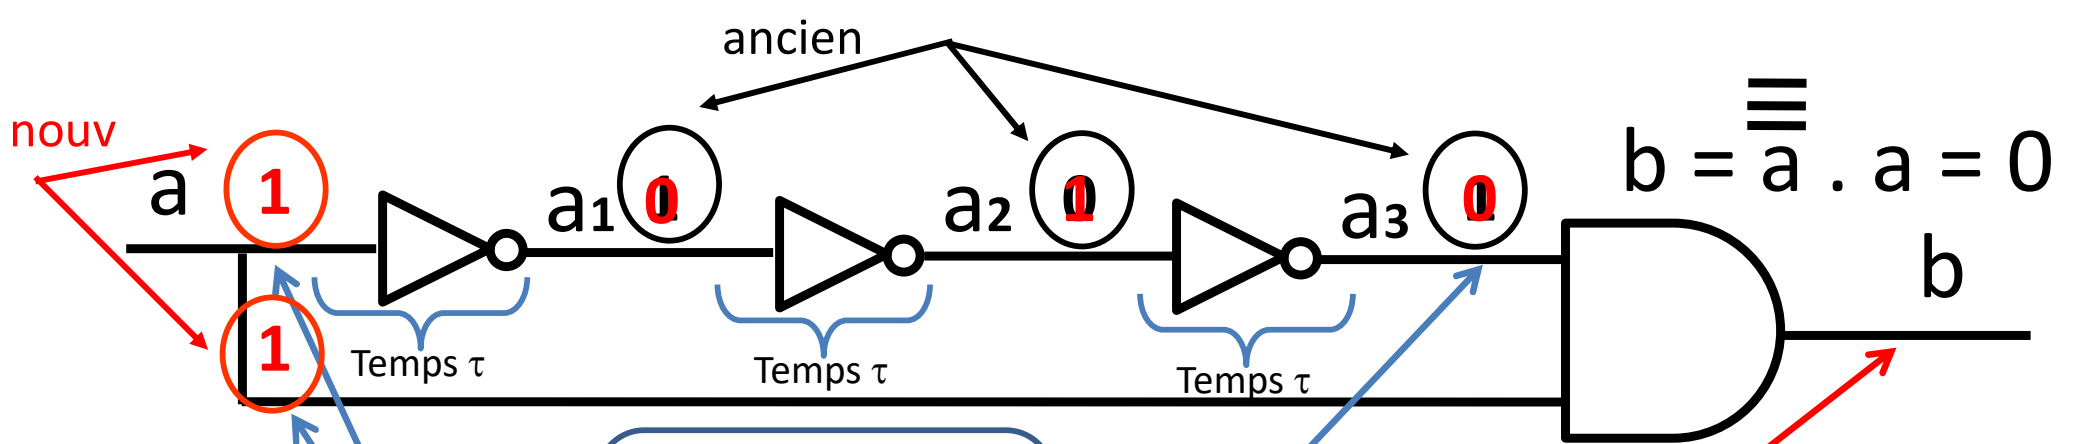 ancien
nouv
a 1 a1 0 a2 1 a3 0
b = a . a = 0
1
b
Temps τ Temps τ Temps τ